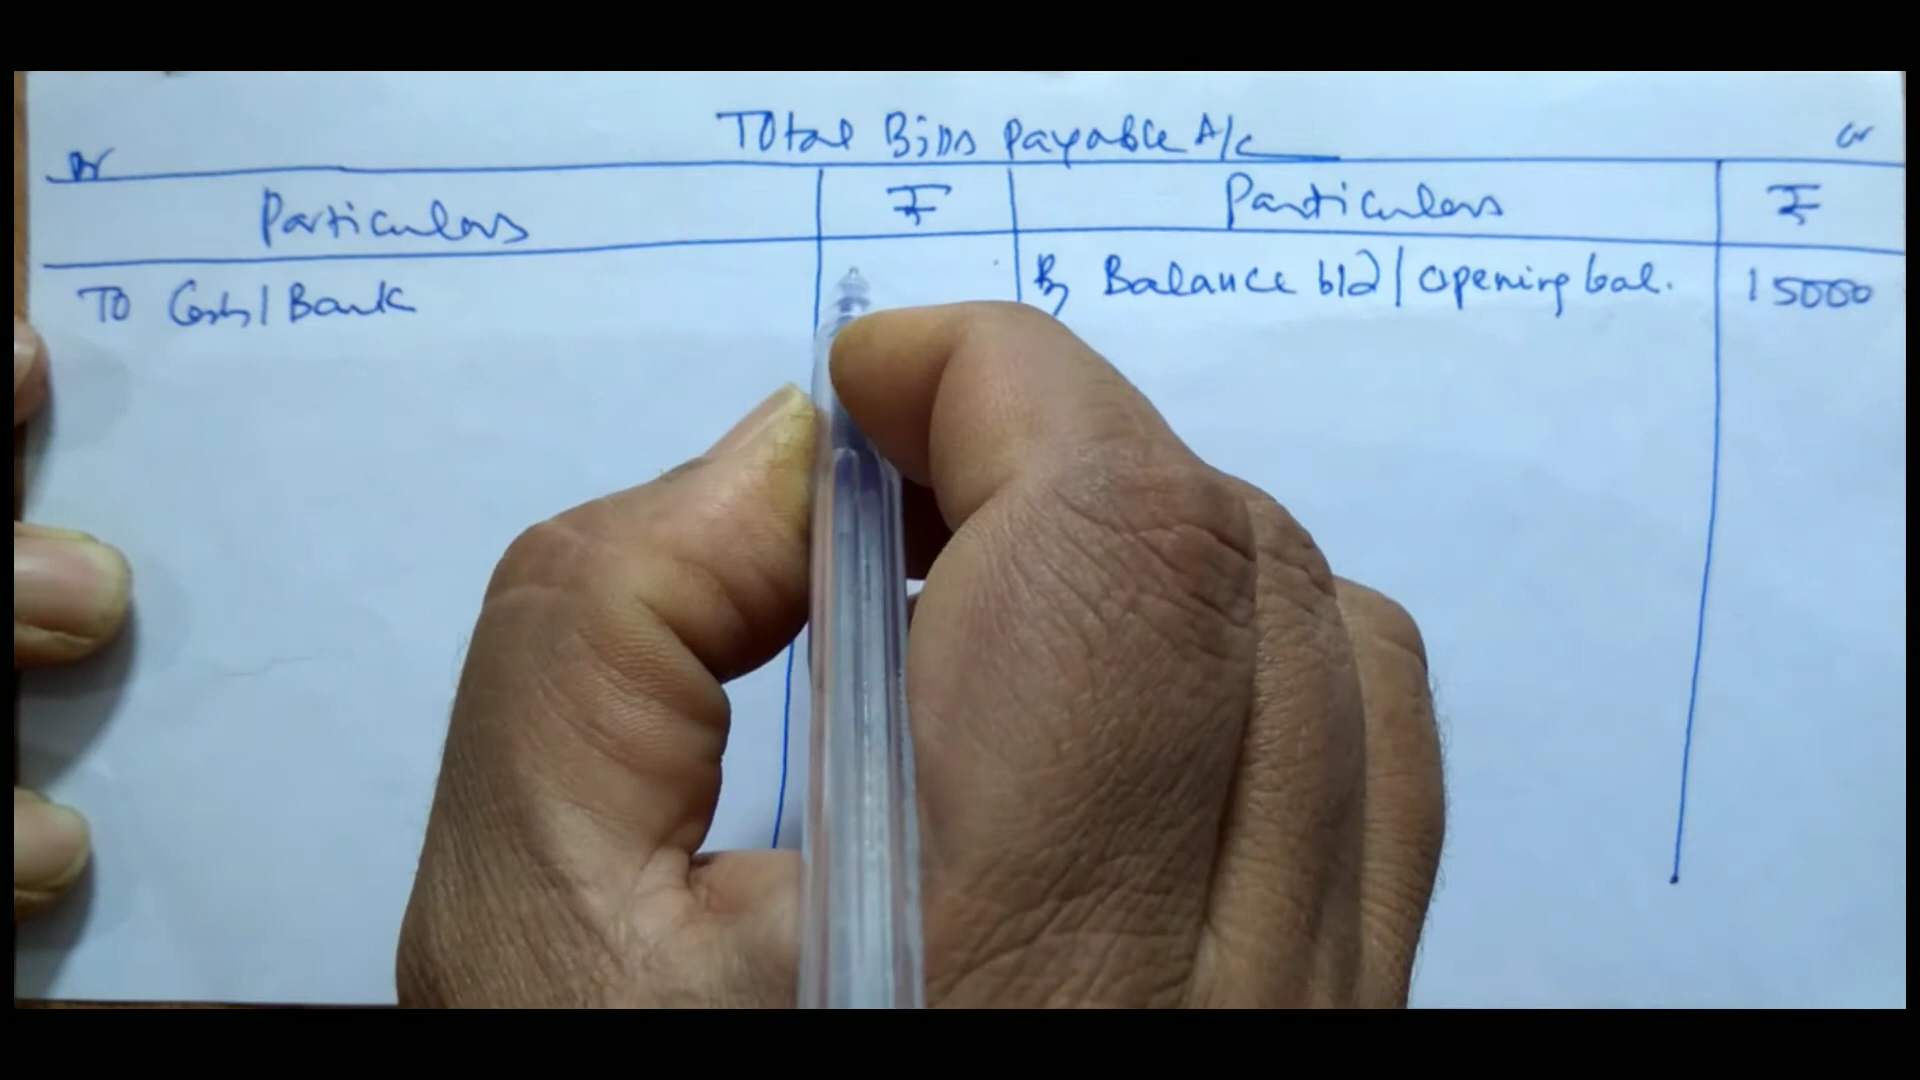 Total Bills Payable A/c
Dr
Cr
Particulars ₹ Particulars ₹
To Cash/Bank
By Balance b/d/opening bal. 15000